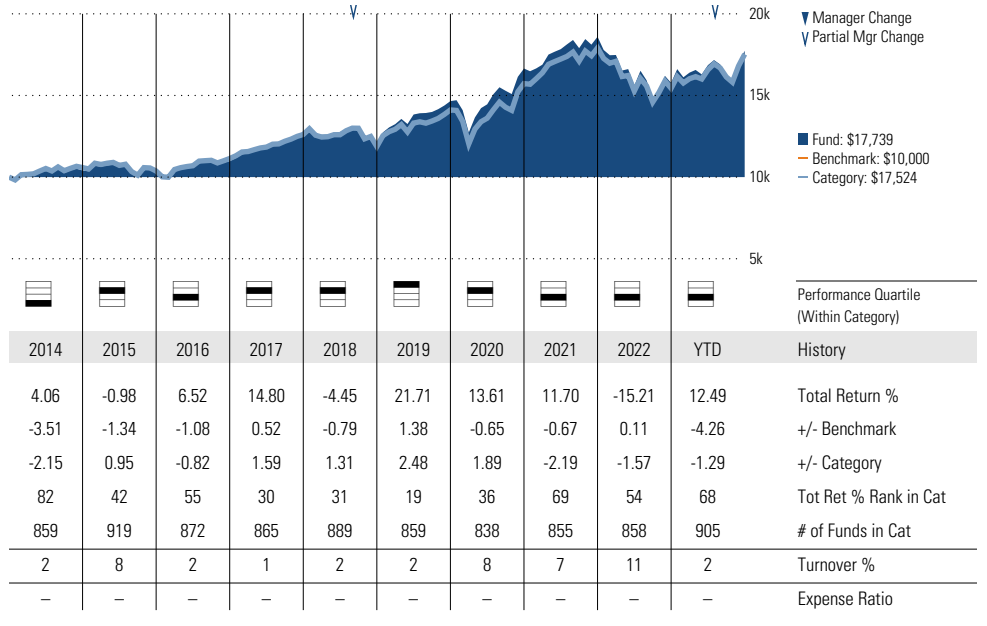 20k
Manager Change
Partial Mgr Change
15k
Fund: $17,739
Benchmark: $10,000
10k
Category: $17,524
5k
Performance Quartile
(Within Category)
2014 2015 2016 2017 2018 2019 2020 2021 2022 YTD History
4.06 -0.98 6.52 14.80 -4.45 21.71 13.61 11.70 -15.21 12.49 Total Return %
-3.51 -1.34 -1.08 0.52 -0.79 1.38 -0.65 -0.67 0.11 -4.26 +/- Benchmark
-2.15 0.95 -0.82 1.59 1.31 2.48 1.89 -2.19 -1.57 -1.29 +/- Category
82 42 55 30 31 19 36 69 54 68 Tot Ret % Rank in Cat
859 919 872 865 889 859 838 855 858 905 # of Funds in Cat
2 8 2 1 2 2 8 7 11 2 Turnover %
– – – – – – – – – – Expense Ratio